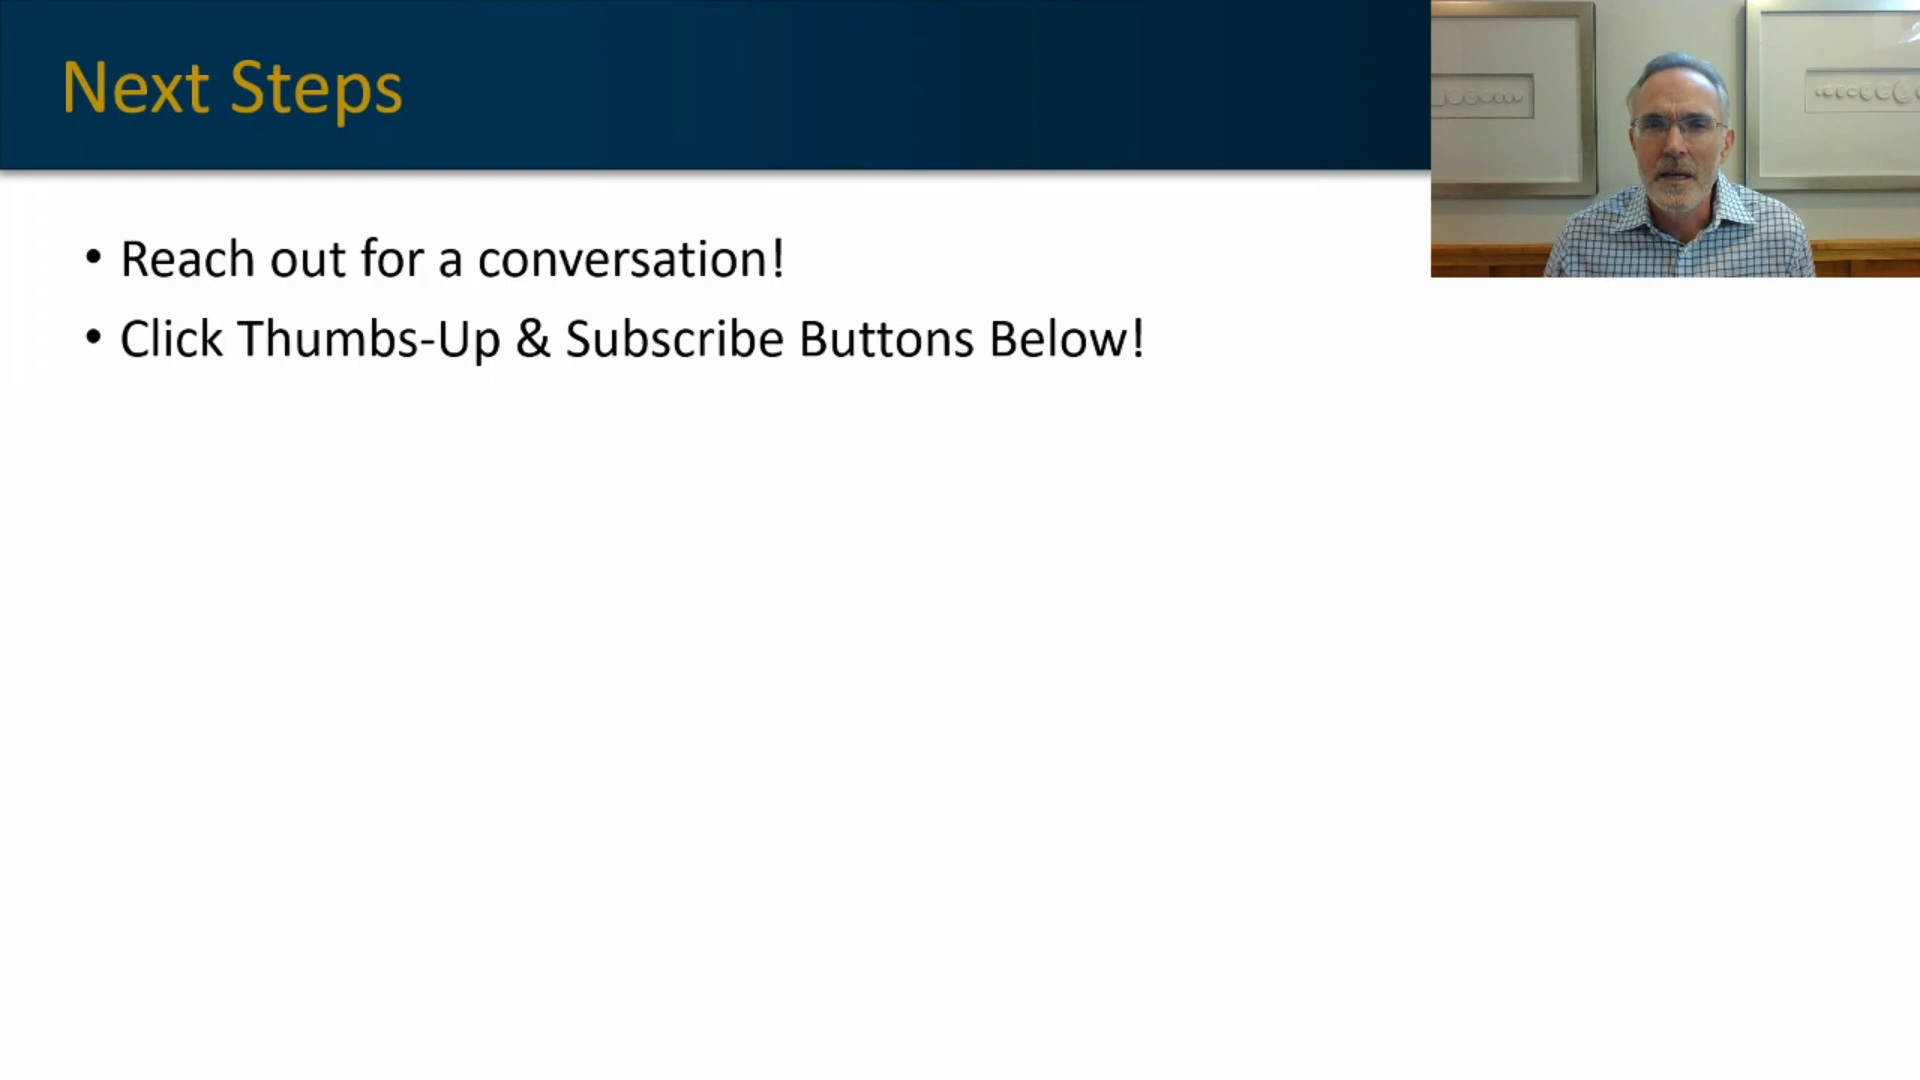 Next Steps
• Reach out for a conversation!
• Click Thumbs-Up & Subscribe Buttons Below!